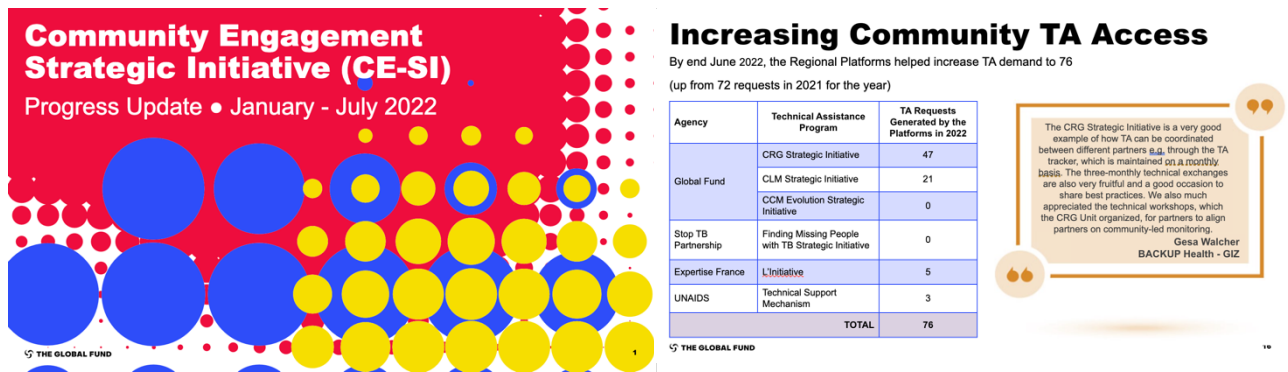 Community Engagement
Strategic Initiative (CE-SI)
Progress Update ● January - July 2022
THE GLOBAL FUND
1
Increasing Community TA Access
By end June 2022, the Regional Platforms helped increase TA demand to 76
(up from 72 requests in 2021 for the year)
Agency
Technical Assistance
Program
TA Requests
Generated by the
Platforms in 2022
Global Fund
CRG Strategic Initiative
47
CLM Strategic Initiative
21
CCM Evolution Strategic
Initiative
0
Stop TB
Partnership
Finding Missing People
with TB Strategic Initiative
0
Expertise France
L'Initiative
5
UNAIDS
Technical Support
Mechanism
3
TOTAL
76
The CRG Strategic Initiative is a very good
example of how TA can be coordinated
between different partners e.g. through the TA
tracker, which is maintained on a monthly
basis. The three-monthly technical exchanges
are also very fruitful and a good occasion to
share best practices. We also much
appreciated the technical workshops, which
the CRG Unit organized, for partners to align
partners on community-led monitoring.
Gesa Walcher
BACKUP Health - GIZ
THE GLOBAL FUND